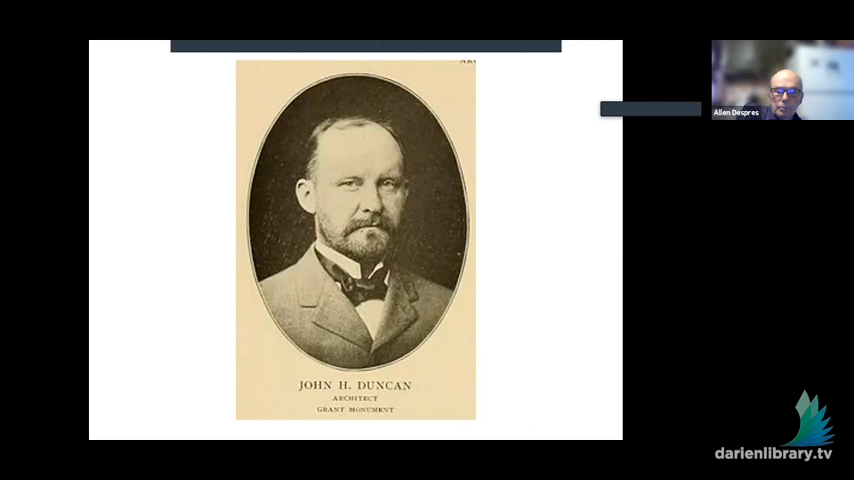 Allen Despres
JOHN H. DUNCAN
ARCHITECT
GRANT MONUMENT
darienlibrary.tv